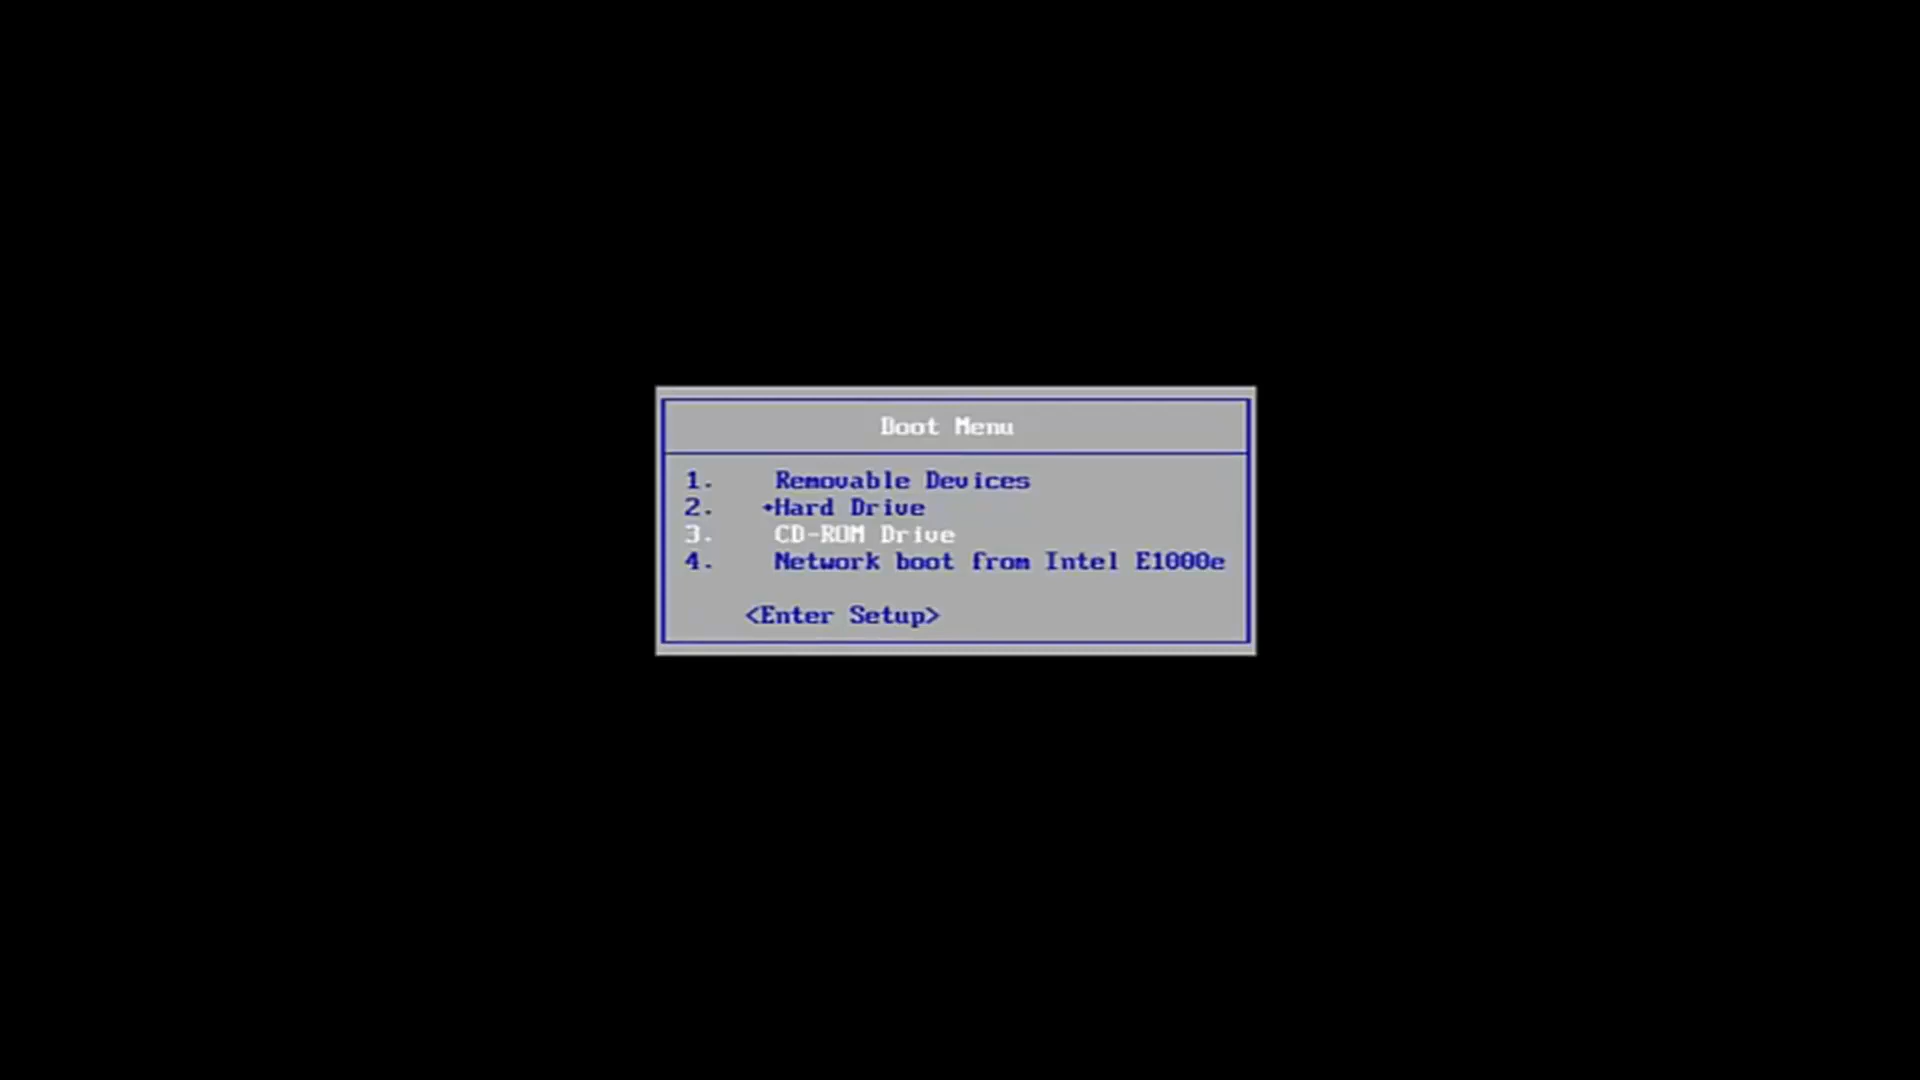 Boot Menu
1. Removable Devices
2. +Hard Drive
3. CD-ROM Drive
4. Network boot from Intel E1000e
<Enter Setup>